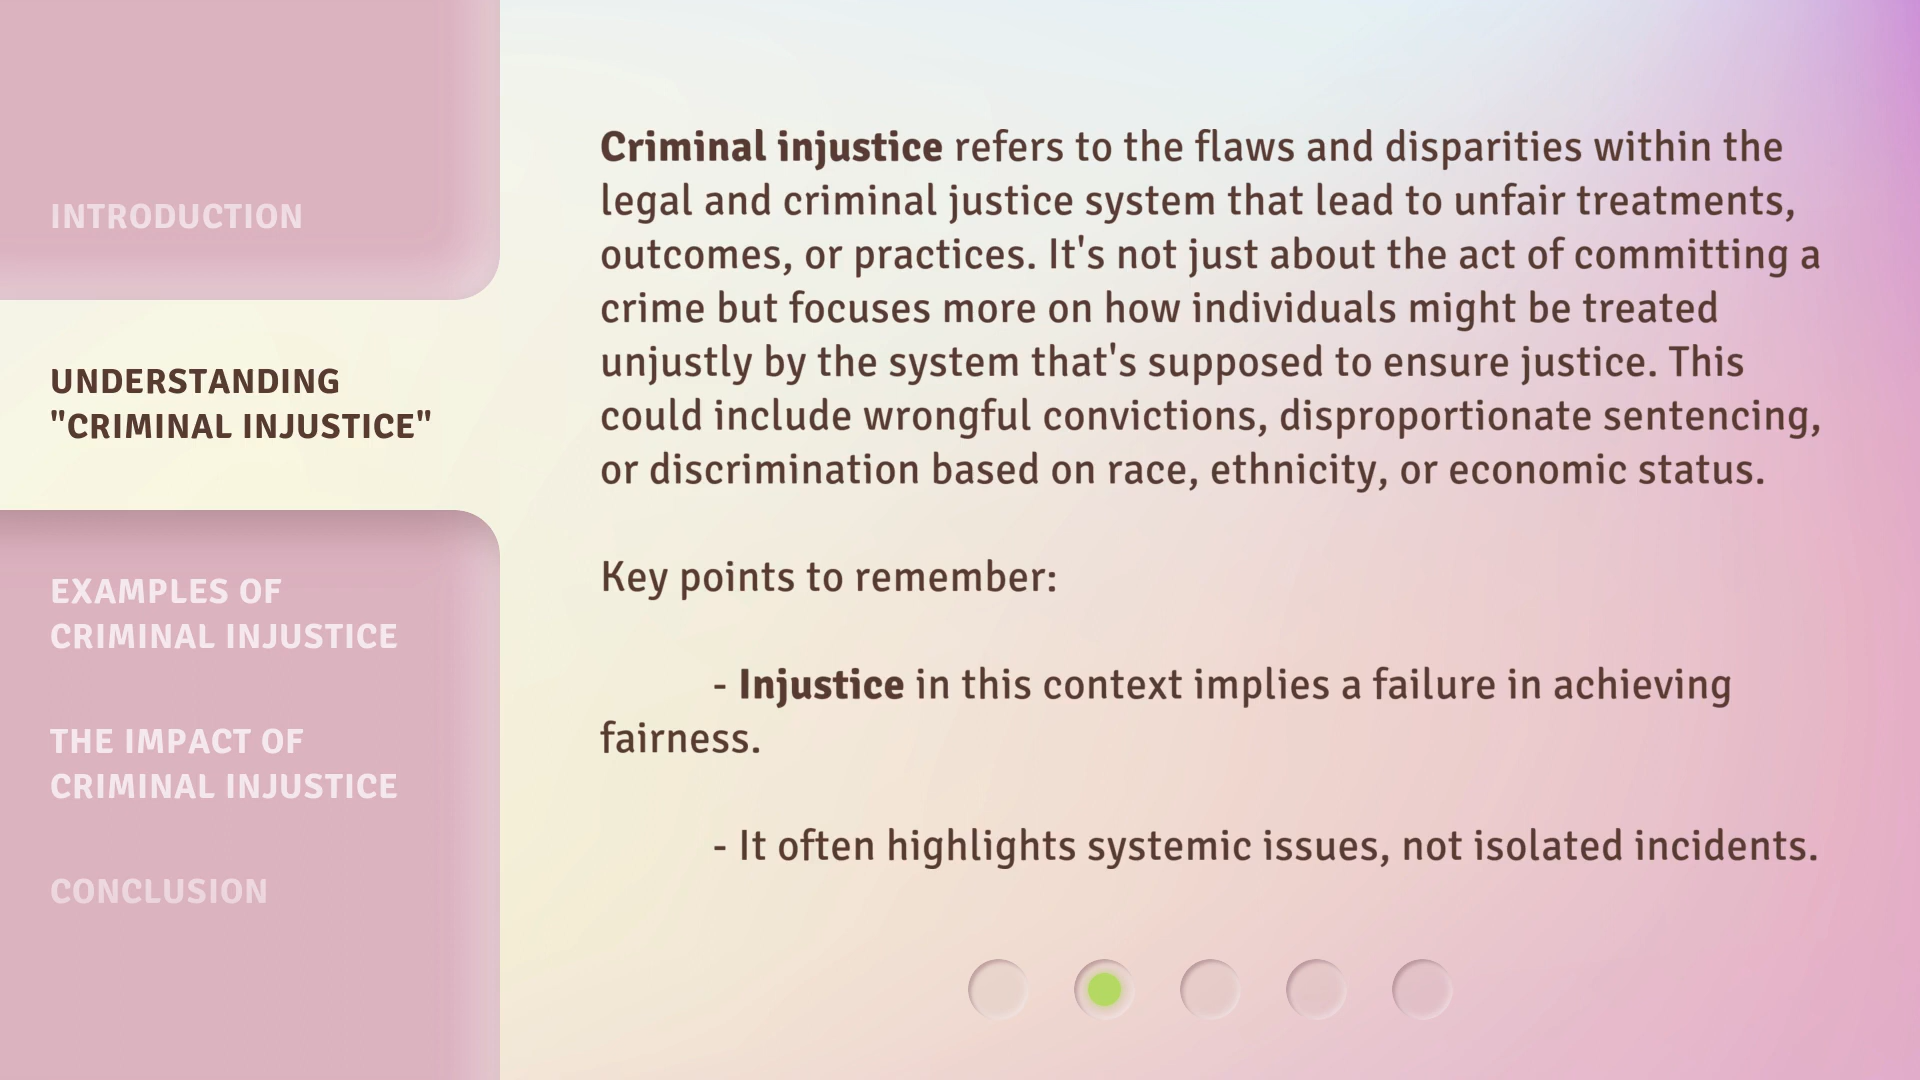 INTRODUCTION
UNDERSTANDING
"CRIMINAL INJUSTICE"
EXAMPLES OF
CRIMINAL INJUSTICE
THE IMPACT OF
CRIMINAL INJUSTICE
CONCLUSION
Criminal injustice refers to the flaws and disparities within the
legal and criminal justice system that lead to unfair treatments,
outcomes, or practices. It's not just about the act of committing a
crime but focuses more on how individuals might be treated
unjustly by the system that's supposed to ensure justice. This
could include wrongful convictions, disproportionate sentencing,
or discrimination based on race, ethnicity, or economic status.
Key points to remember:
- Injustice in this context implies a failure in achieving
fairness.
- It often highlights systemic issues, not isolated incidents.